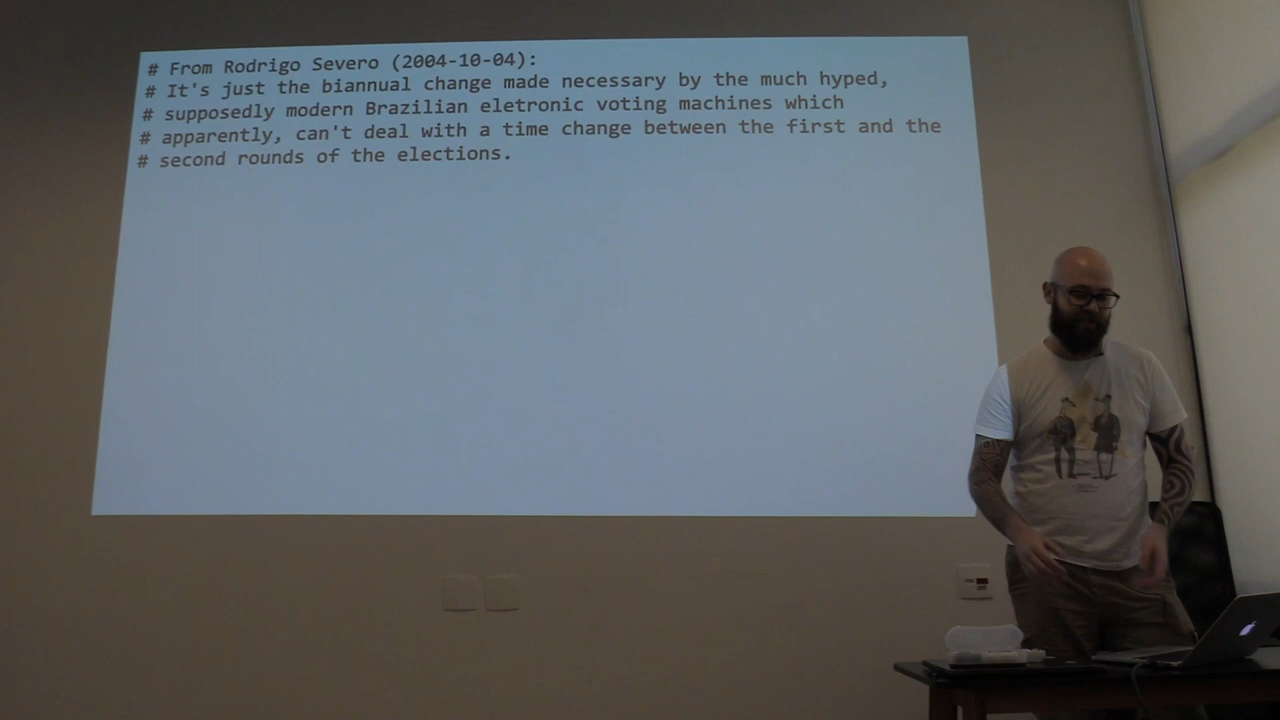 # From Rodrigo Severo (2004-10-04):
# It's just the biannual change made necessary by the much hyped,
# supposedly modern Brazilian eletronic voting machines which
# apparently, can't deal with a time change between the first and the
# second rounds of the elections.